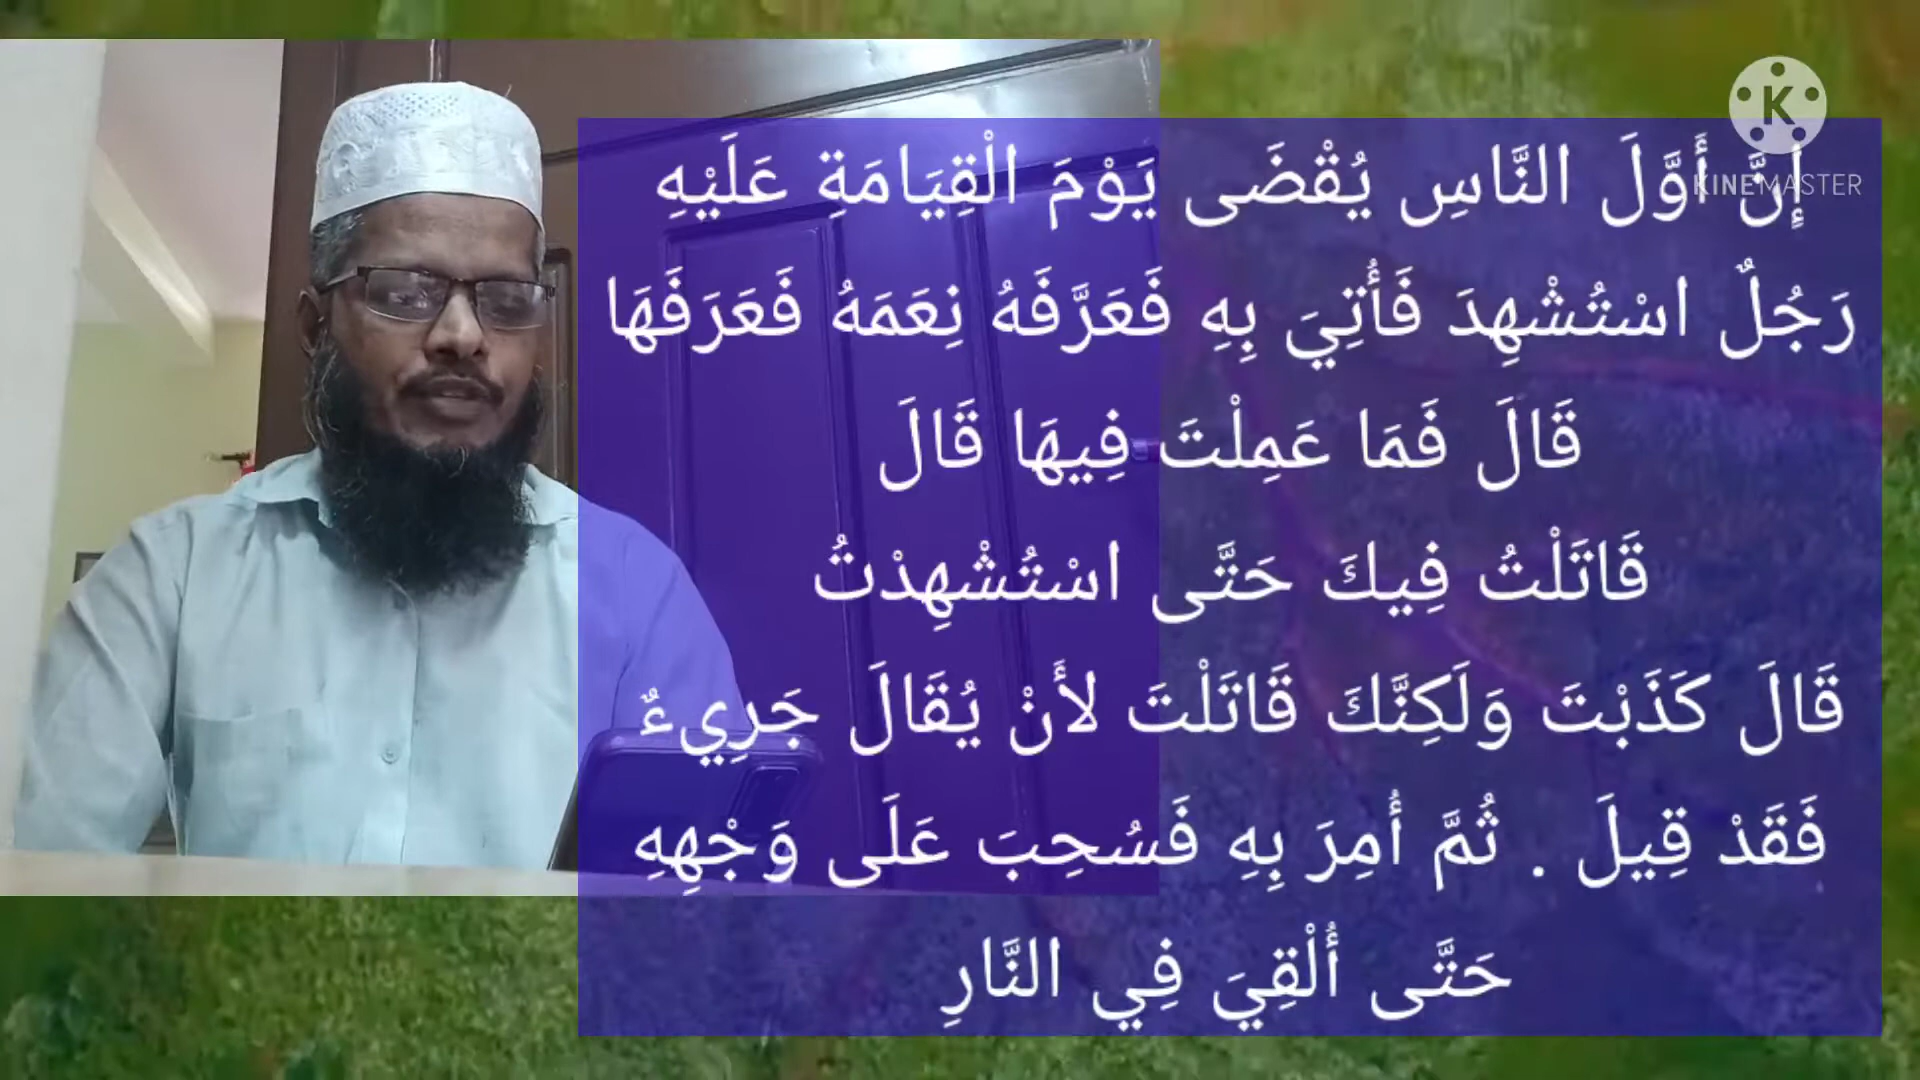 إِنَّ أَوَّلَ النَّاسِ يُقْضَى يَوْمَ الْقِيَامَةِ عَلَيْهِ
KINEMASTER
رَجُلٌ اسْتُشْهِدَ فَأُتِيَ بِهِ فَعَرَّفَهُ نِعَمَهُ فَعَرَفَهَا
قَالَ فَمَا عَمِلْتَ فِيهَا قَالَ
قَاتَلْتُ فِيكَ حَتَّى اسْتُشْهِدْتُ
قَالَ كَذَبْتَ وَلَكِنَّكَ قَاتَلْتَ لأَنْ يُقَالَ جَرِيءٌ
فَقَدْ قِيلَ . ثُمَّ أُمِرَ بِهِ فَسُحِبَ عَلَى وَجْهِهِ
حَتَّى أُلْقِيَ فِي النَّارِ